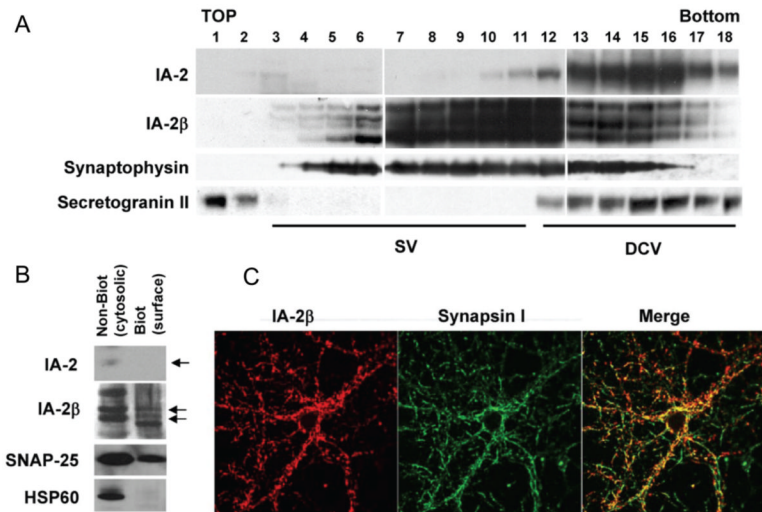 A
TOP
Bottom
1 2 3 4 5 6 7 8 9 10 11 12 13 14 15 16 17 18
IA-2
IA-2β
Synaptophysin
Secretogranin II
SV
DCV
B
Non-Biot
(cytosolic)
Biot
(surface)
IA-2
IA-2β
SNAP-25
HSP60
C
IA-2β
Synapsin I
Merge